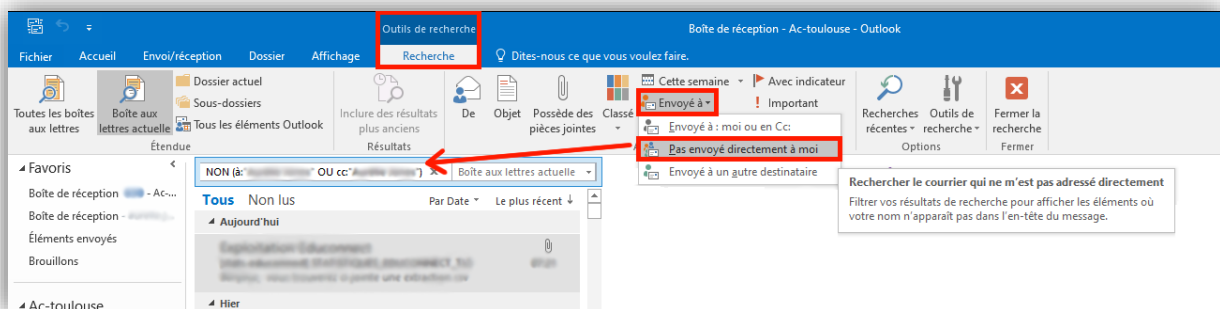 Outils de recherche
Boîte de réception - Ac-toulouse - Outlook
Fichier Accueil Envoi/réception Dossier Affichage Recherche Dites-nous ce que vous voulez faire.
Toutes les boîtes aux lettres
Boîte aux lettres actuelle
Dossier actuel
Sous-dossiers
Tous les éléments Outlook
Étendue
Inclure des résultats plus anciens
Résultats
De
Objet
Possède des pièces jointes
Classé
Cette semaine
Avec indicateur
Envoyé à
Important
Envoyé à : moi ou en Cc:
Pas envoyé directement à moi
Envoyé à un autre destinataire
Recherches récentes
Outils de recherche
Options
Fermer la recherche
Fermer
Rechercher le courrier qui ne m'est pas adressé directement
Filtrer vos résultats de recherche pour afficher les éléments où
votre nom n'apparaît pas dans l'en-tête du message.
Favoris
Boîte de réception - Ac-...
Boîte de réception -
Éléments envoyés
Brouillons
Ac-toulouse
NON (à:" " OU cc:" ") Boîte aux lettres actuelle
Tous Non lus Par Date Le plus récent ↓
Aujourd'hui
Hier